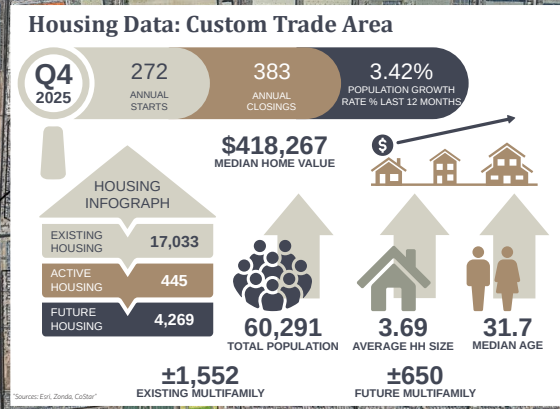 Housing Data: Custom Trade Area
Q4
2025
272
ANNUAL
STARTS
383
ANNUAL
CLOSINGS
3.42%
POPULATION GROWTH
RATE % LAST 12 MONTHS
$418,267
MEDIAN HOME VALUE
$
HOUSING
INFOGRAPH
EXISTING
HOUSING
17,033
ACTIVE
HOUSING
445
FUTURE
HOUSING
4,269
60,291
TOTAL POPULATION
3.69
AVERAGE HH SIZE
31.7
MEDIAN AGE
±1,552
EXISTING MULTIFAMILY
±650
FUTURE MULTIFAMILY
"Sources: Esri, Zonda, CoStar"